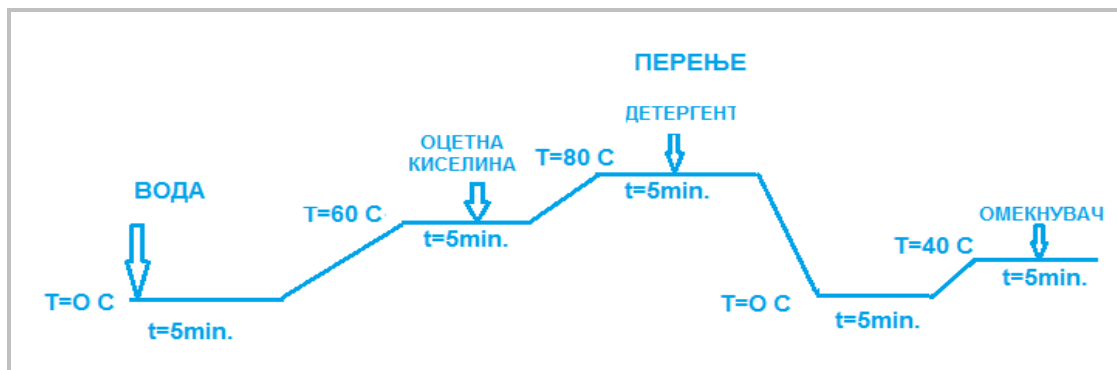 ПЕРЕЊЕ
ДЕТЕРГЕНТ
ОЦЕТНА
КИСЕЛИНА
T=80 C
t=5min.
ВОДА
T=60 C
t=5min.
ОМЕКНУВАЧ
T=40 C
t=5min.
T=O C
t=5min.
T=O C
t=5min.